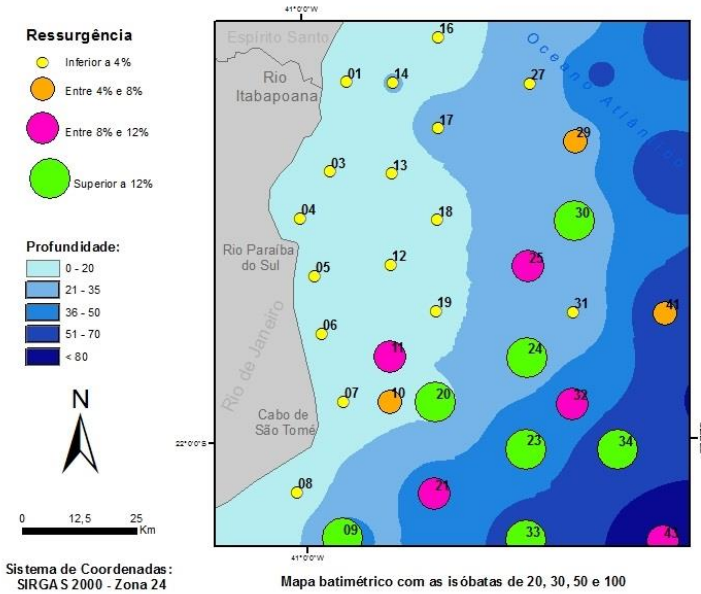 41°0'0"W
Ressurgência
Inferior a 4%
Entre 4% e 8%
Entre 8% e 12%
Superior a 12%
Profundidade:
0 - 20
21 - 35
36 - 50
51 - 70
< 80
N
0 12,5 25
Km
Sistema de Coordenadas:
SIRGAS 2000 - Zona 24
Espírito Santo
Rio
Itabapoana
Rio Paraíba
do Sul
Rio de Janeiro
Cabo de
São Tomé
22°0'0"S
Oceano Atlântico
16
01
14
27
17
29
03
13
04
18
30
12
25
05
19
31
41
06
11
24
07
10
20
32
23
34
08
21
09
33
43
41°0'0"W
Mapa batimétrico com as isóbatas de 20, 30, 50 e 100